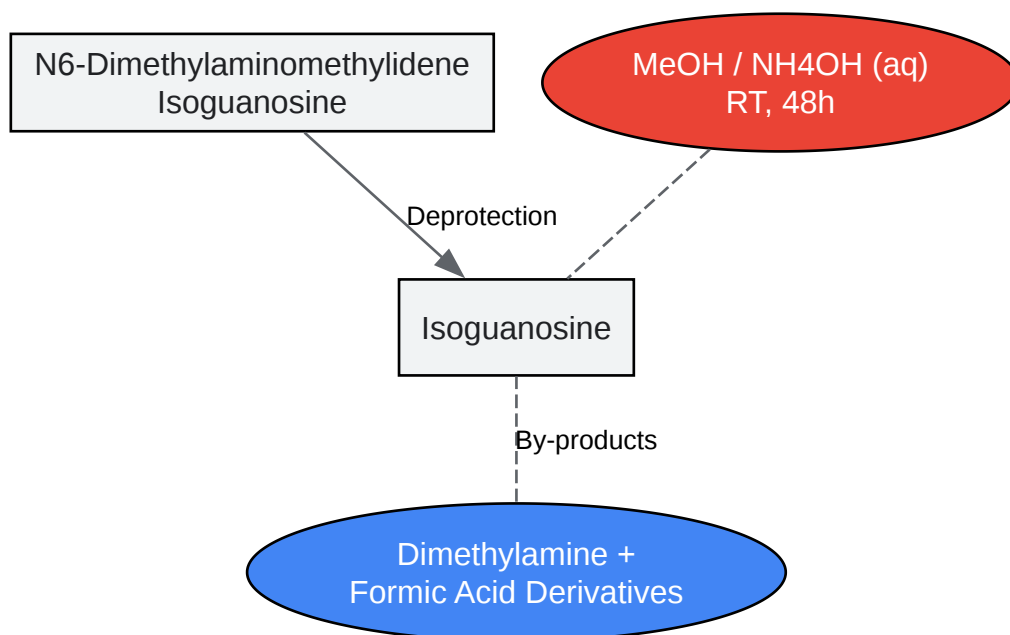 N6-Dimethylaminomethylidene
Isoguanosine
MeOH / NH4OH (aq)
RT, 48h
Deprotection
Isoguanosine
By-products
Dimethylamine +
Formic Acid Derivatives